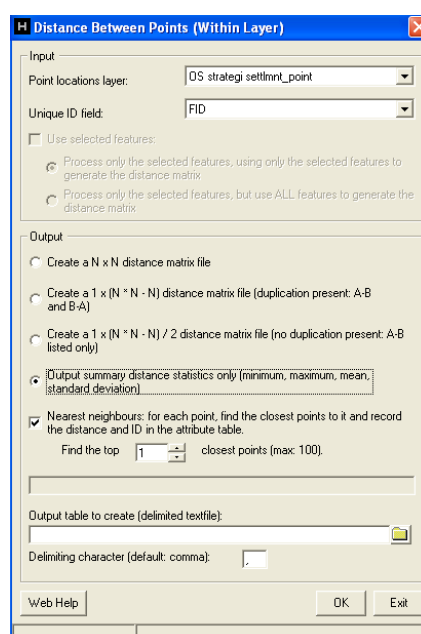 H Distance Between Points (Within Layer)
Input
Point locations layer: OS strategi settlmnt_point
Unique ID field: FID
Use selected features:
Process only the selected features, using only the selected features to
generate the distance matrix
Process only the selected features, but use ALL features to generate the
distance matrix
Output
Create a N x N distance matrix file
Create a 1 x (N * N - N) distance matrix file (duplication present: A-B
and B-A)
Create a 1 x (N * N - N) / 2 distance matrix file (no duplication present: A-B
listed only)
Output summary distance statistics only (minimum, maximum, mean,
standard deviation)
Nearest neighbours: for each point, find the closest points to it and record
the distance and ID in the attribute table.
Find the top 1 closest points (max: 100).
Output table to create (delimited textfile):
Delimiting character (default: comma): ,
Web Help OK Exit